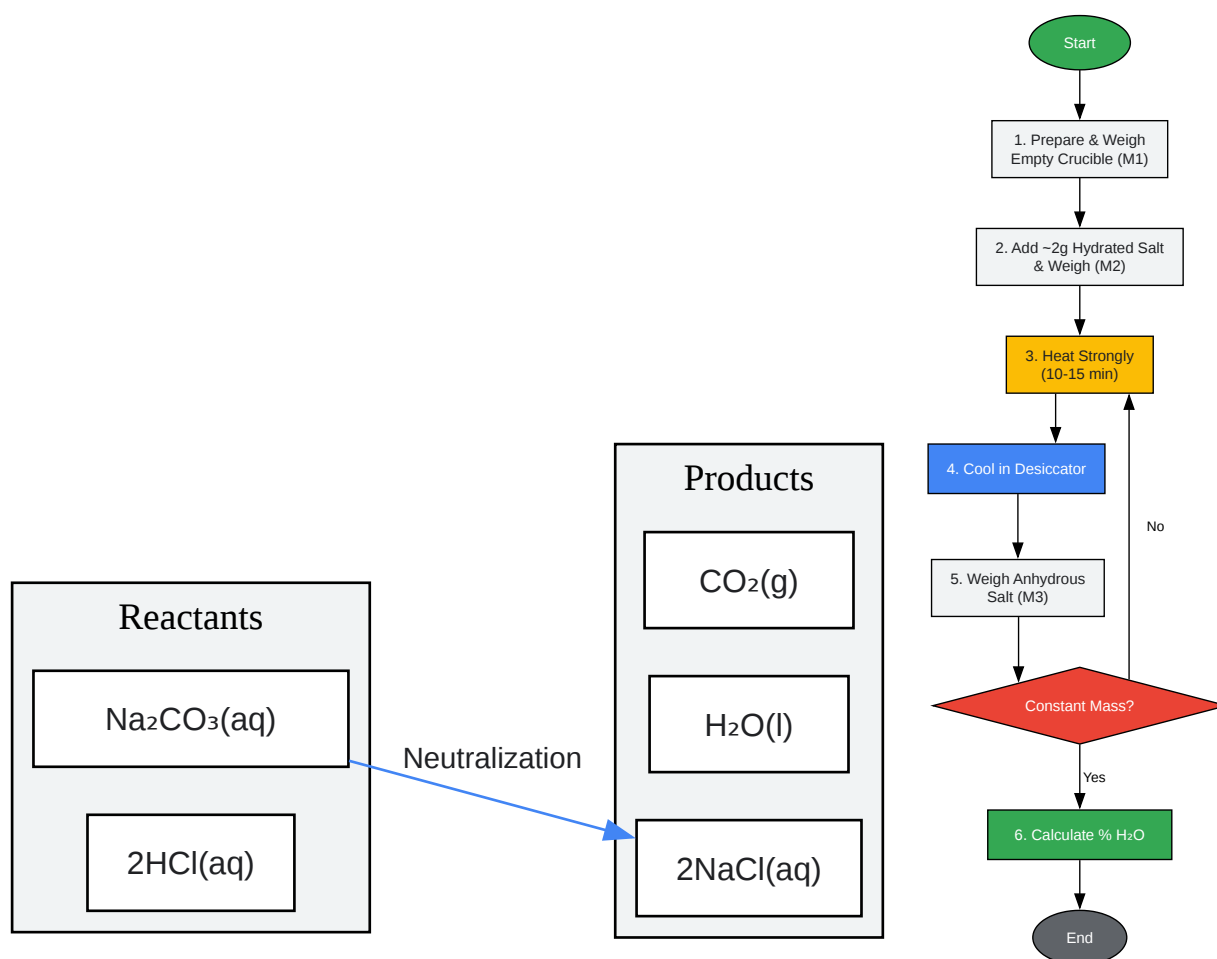 Reactants
Na₂CO₃(aq)
2HCl(aq)
Neutralization
Products
CO₂(g)
H₂O(l)
2NaCl(aq)
Start
1. Prepare & Weigh
Empty Crucible (M1)
2. Add ~2g Hydrated Salt
& Weigh (M2)
3. Heat Strongly
(10-15 min)
4. Cool in Desiccator
No
5. Weigh Anhydrous
Salt (M3)
Constant Mass?
Yes
6. Calculate % H₂O
End